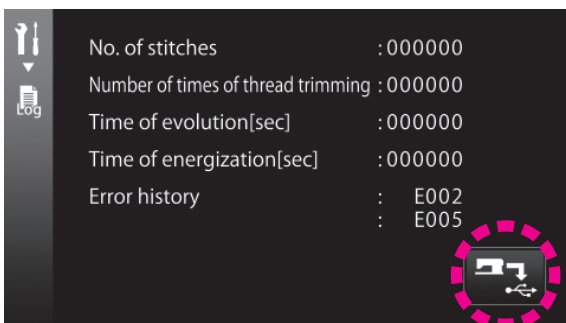 No. of stitches :000000
Number of times of thread trimming :000000
Log
Time of evolution[sec] :000000
Time of energization[sec] :000000
Error history : E002
: E005